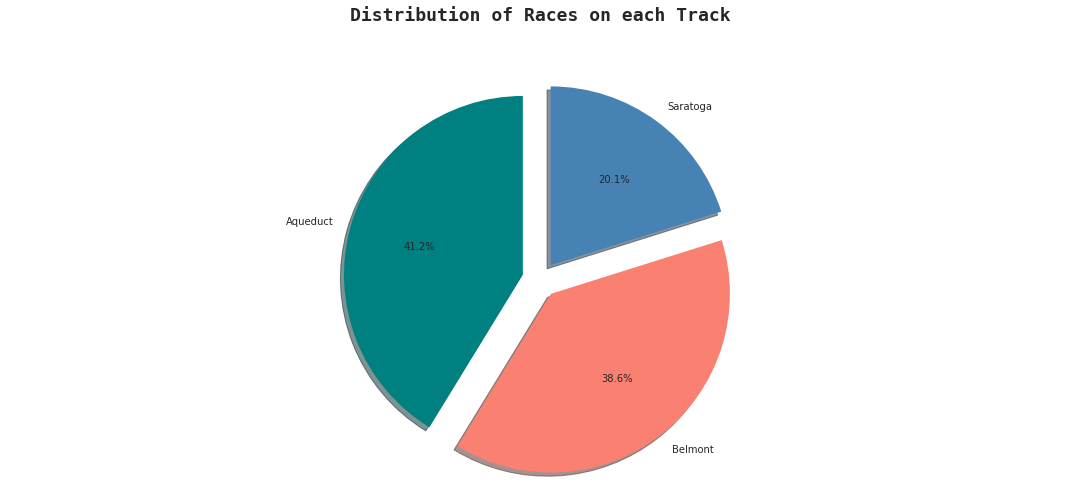 Distribution of Races on each Track
Saratoga
20.1%
Aqueduct
41.2%
38.6%
Belmont